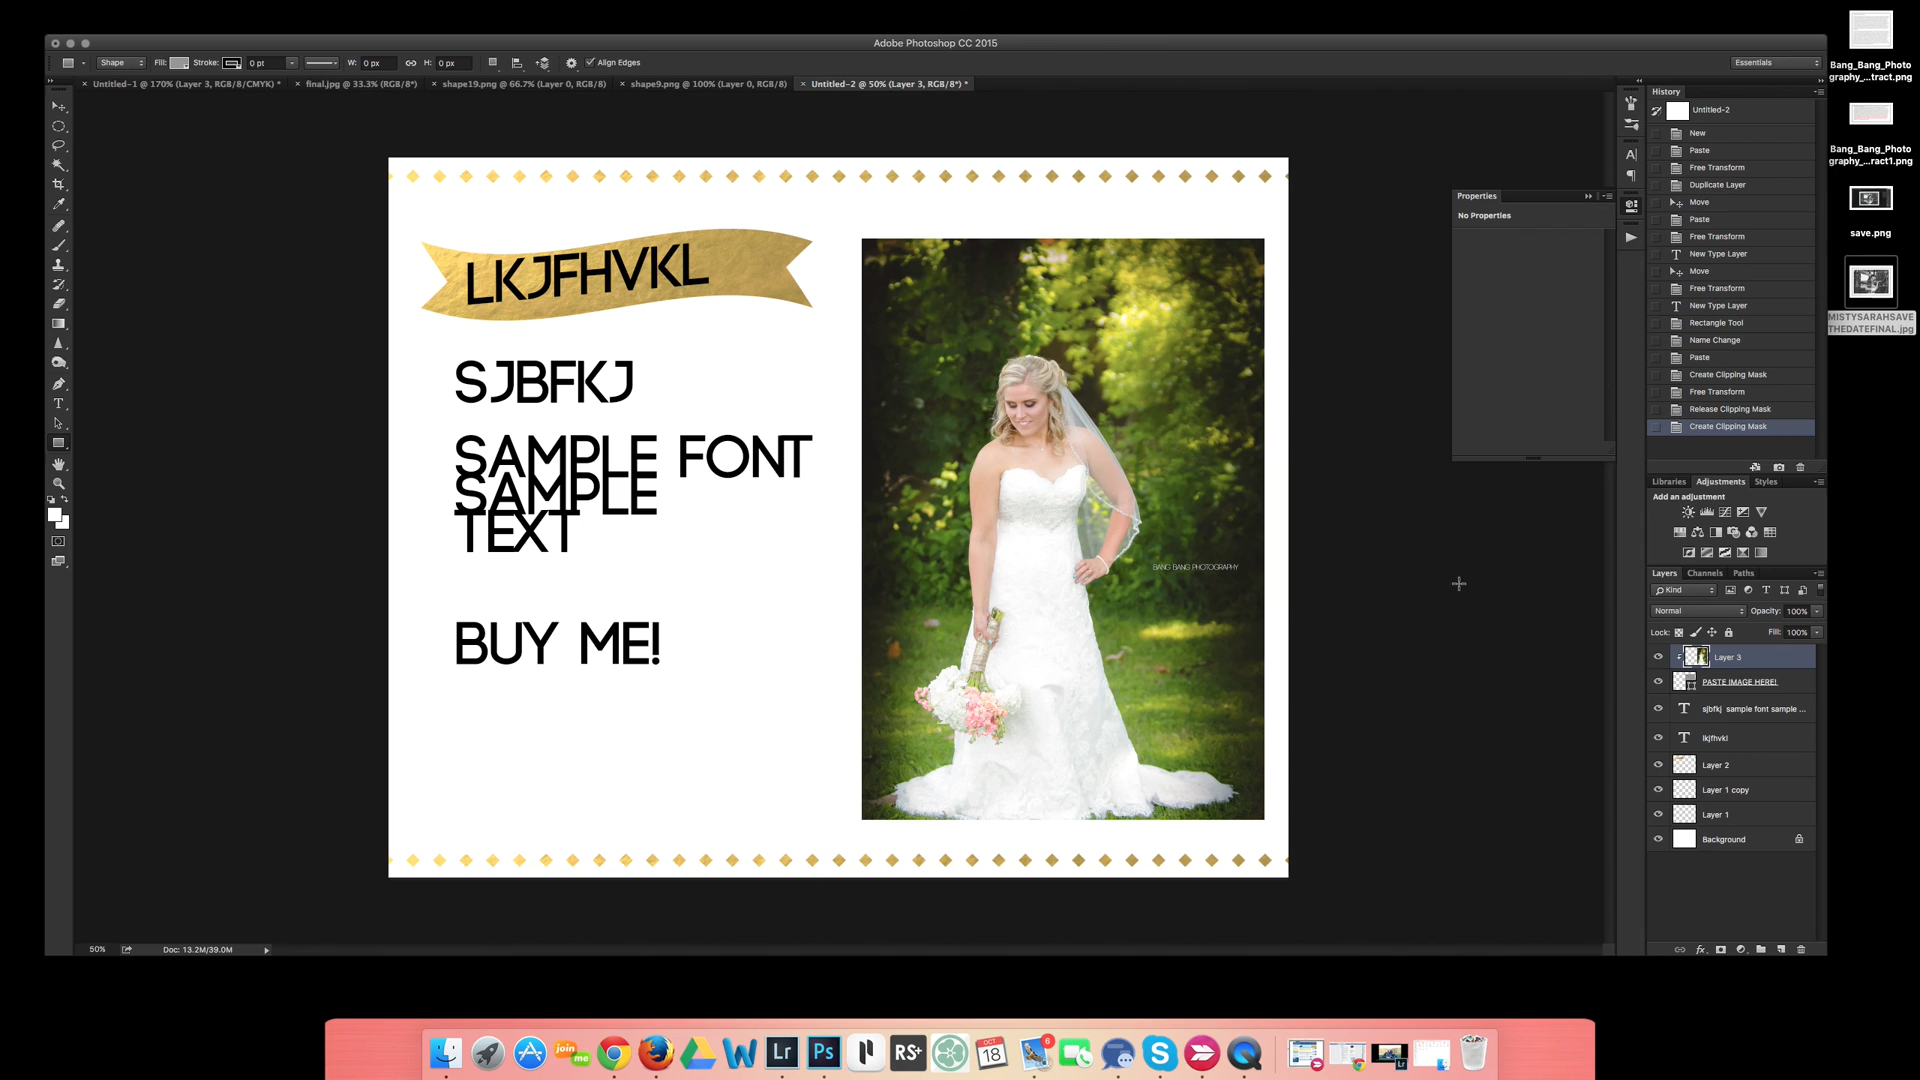 Adobe Photoshop CC 2015
Shape Fill: Stroke: 0 pt W: 0 px H: 0 px Align Edges Essentials
Untitled-1 @ 170% (Layer 3, RGB/8/CMYK) * final.jpg @ 33.3% (RGB/8*) shape19.png @ 66.7% (Layer 0, RGB/8) shape9.png @ 100% (Layer 0, RGB/8) Untitled-2 @ 50% (Layer 3, RGB/8*) *
LKJFHVKL
SJBFKJ
SAMPLE FONT
SAMPLE
TEXT
BUY ME!
BANG BANG PHOTOGRAPHY
Properties
No Properties
History
Untitled-2
New
Paste
Free Transform
Duplicate Layer
Move
Paste
Free Transform
New Type Layer
Move
Free Transform
New Type Layer
Rectangle Tool
Name Change
Paste
Create Clipping Mask
Free Transform
Release Clipping Mask
Create Clipping Mask
Libraries Adjustments Styles
Add an adjustment
Layers Channels Paths
Kind
Normal Opacity: 100%
Lock: Fill: 100%
Layer 3
PASTE IMAGE HERE!
sjbfkj sample font sample ...
lkjfhvkl
Layer 2
Layer 1 copy
Layer 1
Background
50% Doc: 13.2M/39.0M
Bang_Bang_Photo
graphy_...tract.png
Bang_Bang_Photo
graphy_...ract1.png
save.png
MISTYSARAHSAVE
THEDATEFINAL.jpg
join
me
Lr
Ps
RS+
OCT
18
6